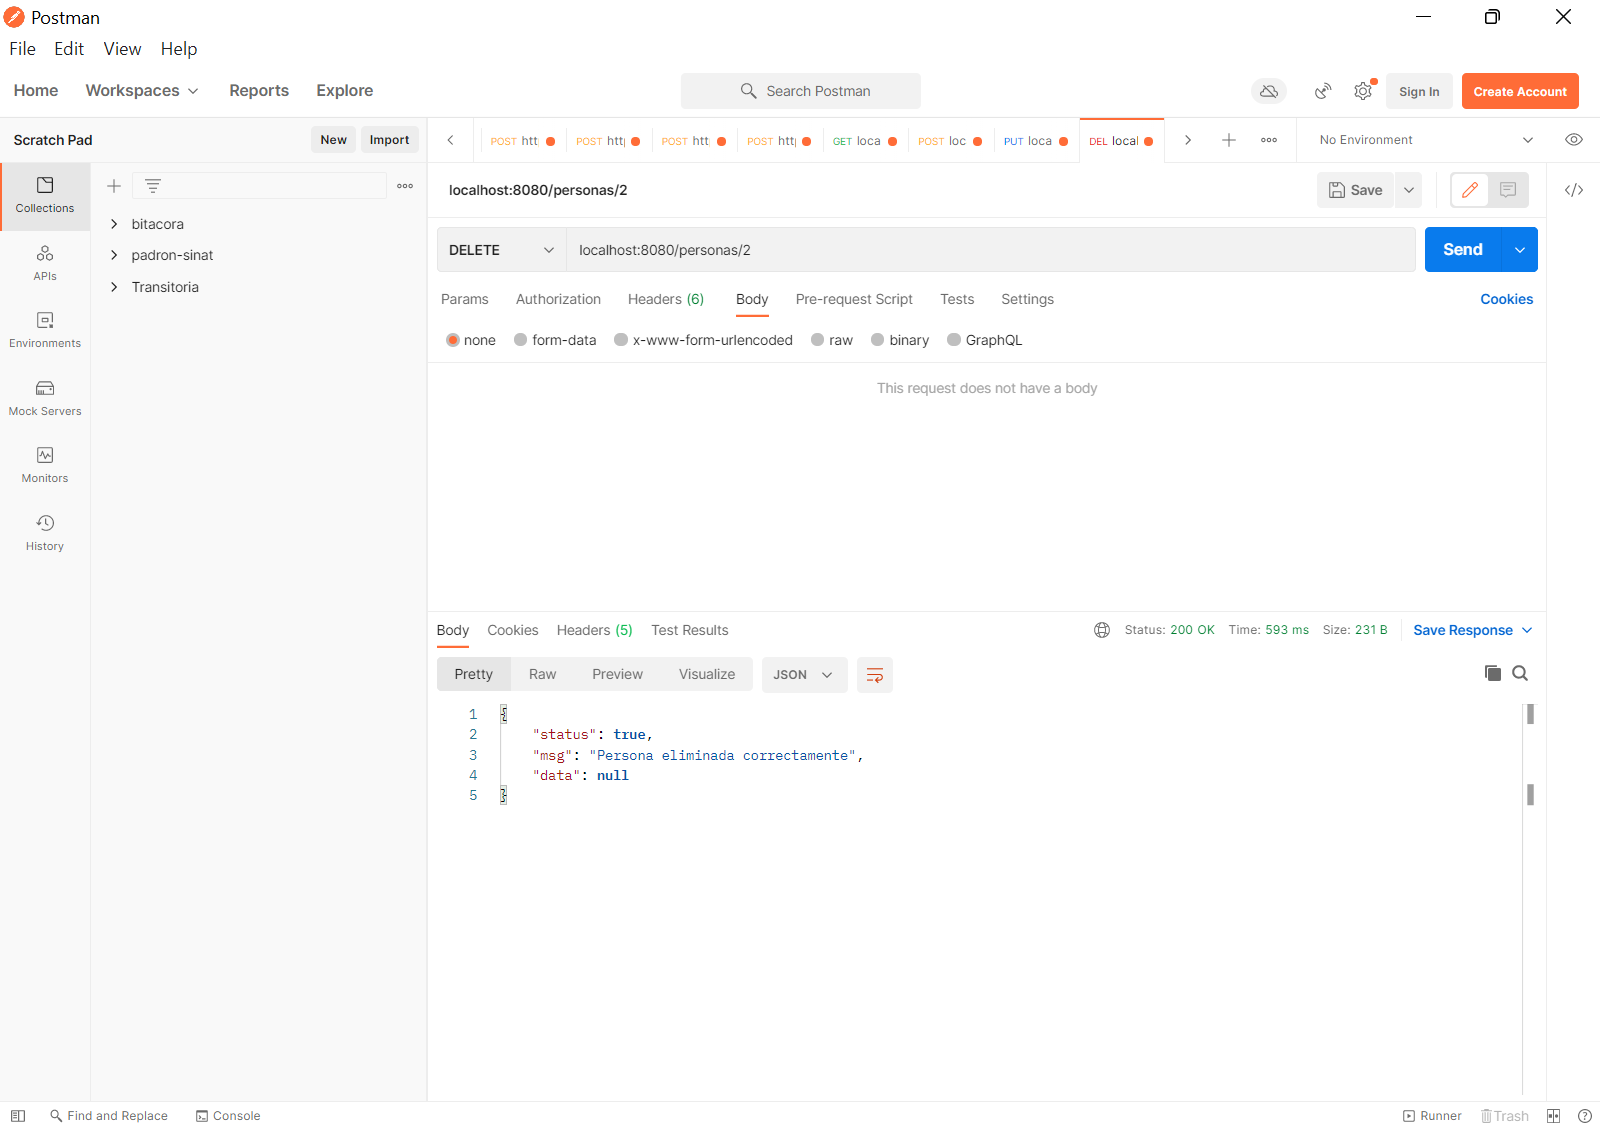 Postman
File Edit View Help
Home Workspaces Reports Explore Search Postman Sign In Create Account
Scratch Pad New Import
POST htt POST htt POST htt POST htt GET loca POST loc PUT loca DEL local No Environment
Collections
APIs
Environments
Mock Servers
Monitors
History
bitacora
padron-sinat
Transitoria
localhost:8080/personas/2 Save
DELETE localhost:8080/personas/2 Send
Params Authorization Headers (6) Body Pre-request Script Tests Settings Cookies
none form-data x-www-form-urlencoded raw binary GraphQL
This request does not have a body
Body Cookies Headers (5) Test Results Status: 200 OK Time: 593 ms Size: 231 B Save Response
Pretty Raw Preview Visualize JSON
1 {
2 "status": true,
3 "msg": "Persona eliminada correctamente",
4 "data": null
5 }
Find and Replace Console Runner Trash